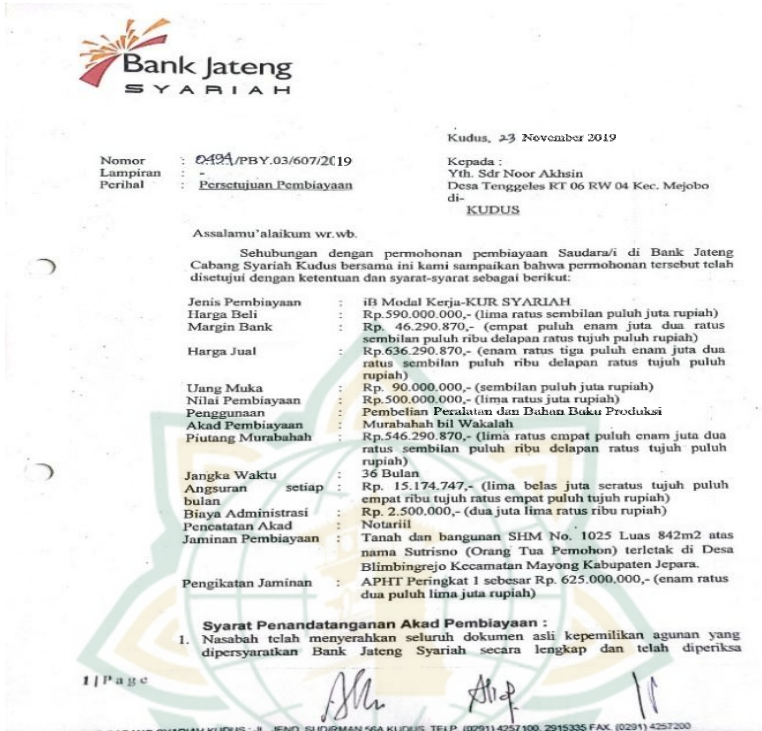 Bank Jateng
SYARIAH
Kudus, 23 November 2019
Nomor : 0494/PBY.03/607/2019
Lampiran : -
Perihal : Persetujuan Pembiayaan
Kepada :
Yth. Sdr Noor Akhsin
Desa Tenggeles RT 06 RW 04 Kec. Mejobo
di-
KUDUS
Assalamu'alaikum wr.wb.
Sehubungan dengan permohonan pembiayaan Saudara/i di Bank Jateng
Cabang Syariah Kudus bersama ini kami sampaikan bahwa permohonan tersebut telah
disetujui dengan ketentuan dan syarat-syarat sebagai berikut:
Jenis Pembiayaan : iB Modal Kerja-KUR SYARIAH
Harga Beli : Rp.590.000.000,- (lima ratus sembilan puluh juta rupiah)
Margin Bank : Rp. 46.290.870,- (empat puluh enam juta dua ratus
sembilan puluh ribu delapan ratus tujuh puluh rupiah)
Harga Jual : Rp.636.290.870,- (enam ratus tiga puluh enam juta dua
ratus sembilan puluh ribu delapan ratus tujuh puluh
rupiah)
Uang Muka : Rp. 90.000.000,- (sembilan puluh juta rupiah)
Nilai Pembiayaan : Rp.500.000.000,- (lima ratus juta rupiah)
Penggunaan : Pembelian Peralatan dan Bahan Baku Produksi
Akad Pembiayaan : Murabahah bil Wakalah
Piutang Murabahah : Rp.546.290.870,- (lima ratus empat puluh enam juta dua
ratus sembilan puluh ribu delapan ratus tujuh puluh
rupiah)
Jangka Waktu : 36 Bulan
Angsuran setiap : Rp. 15.174.747,- (lima belas juta seratus tujuh puluh
bulan empat ribu tujuh ratus empat puluh tujuh rupiah)
Biaya Administrasi : Rp. 2.500.000,- (dua juta lima ratus ribu rupiah)
Pencatatan Akad : Notariil
Jaminan Pembiayaan : Tanah dan bangunan SHM No. 1025 Luas 842m2 atas
nama Sutrisno (Orang Tua Pemohon) terletak di Desa
Blimbingrejo Kecamatan Mayong Kabupaten Jepara.
Pengikatan Jaminan : APHT Peringkat 1 sebesar Rp. 625.000.000,- (enam ratus
dua puluh lima juta rupiah)
Syarat Penandatanganan Akad Pembiayaan :
1. Nasabah telah menyerahkan seluruh dokumen asli kepemilikan agunan yang
dipersyaratkan Bank Jateng Syariah secara lengkap dan telah diperiksa
1 | Page
SYARIAH KUDUS : JL. JEND. SUDIRMAN 56A KUDUS, TELP. (0291) 4257100, 2915335 FAX. (0291) 4257200